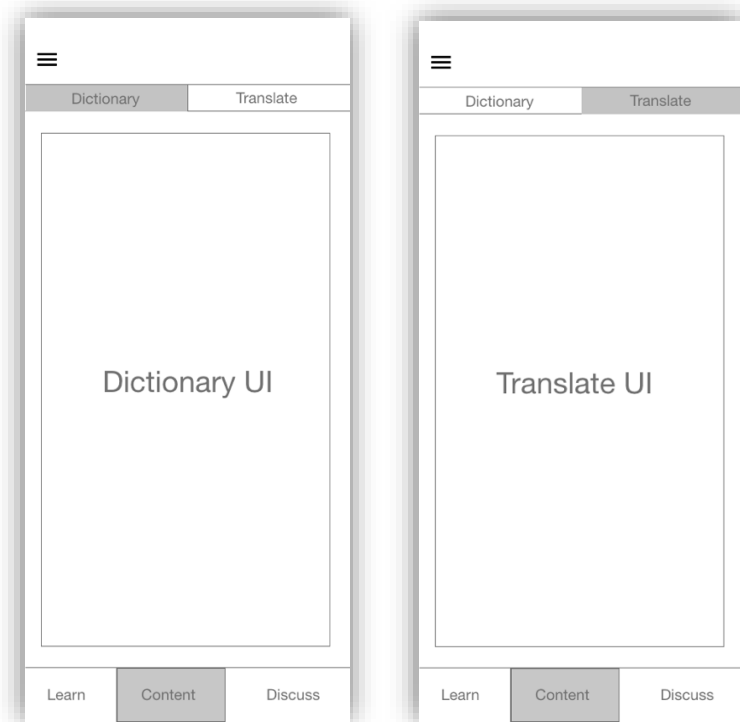 Dictionary Translate
Dictionary UI
Learn Content Discuss
Dictionary Translate
Translate UI
Learn Content Discuss